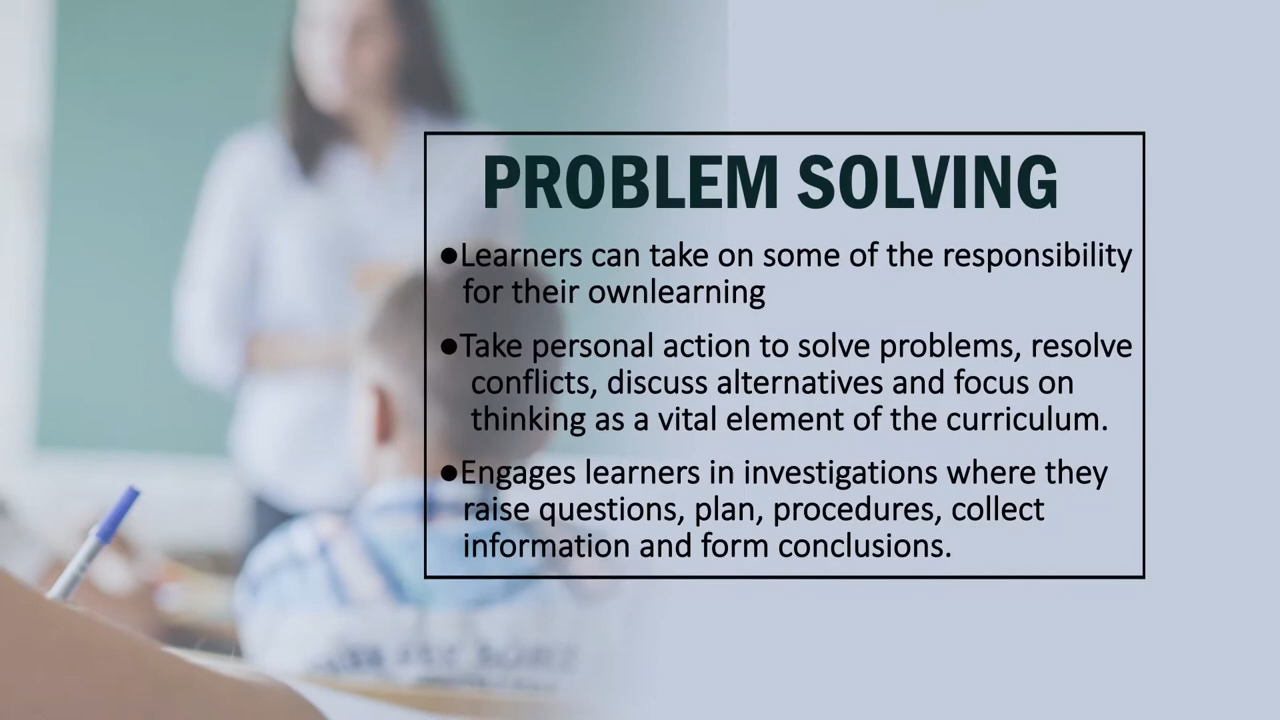 PROBLEM SOLVING
●Learners can take on some of the responsibility
for their ownlearning
●Take personal action to solve problems, resolve
conflicts, discuss alternatives and focus on
thinking as a vital element of the curriculum.
●Engages learners in investigations where they
raise questions, plan, procedures, collect
information and form conclusions.